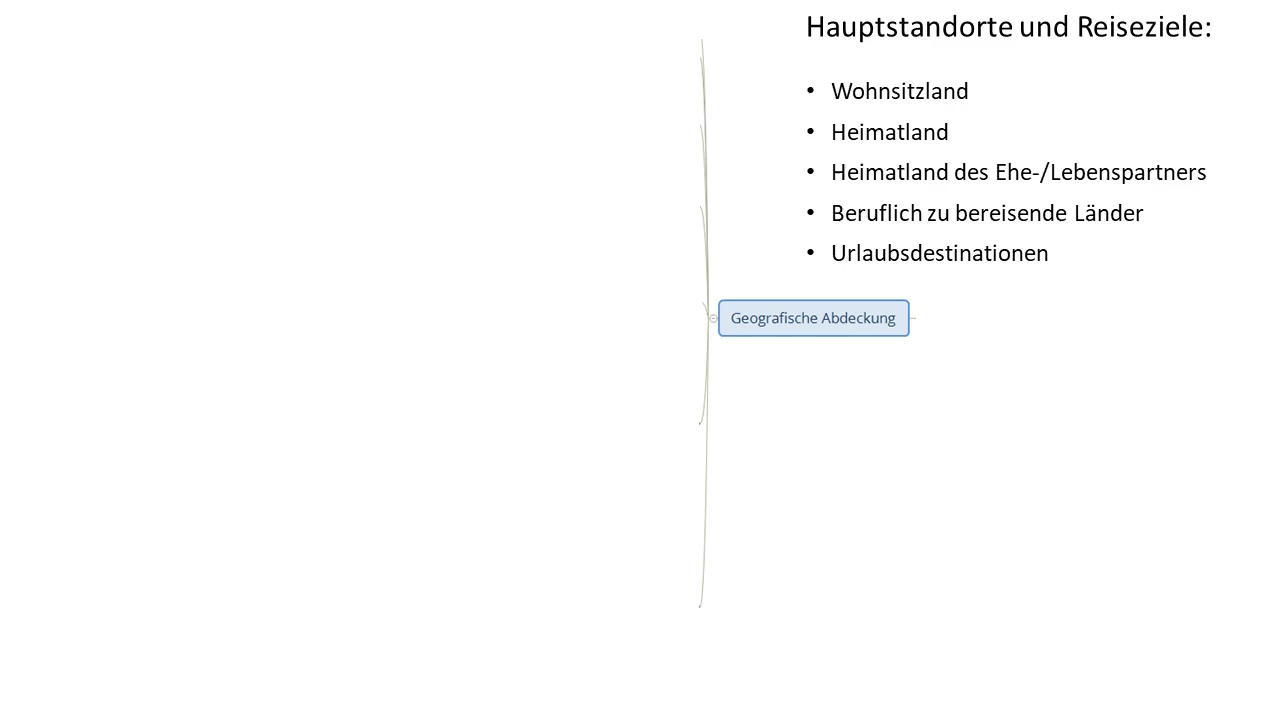 Hauptstandorte und Reiseziele:
• Wohnsitzland
• Heimatland
• Heimatland des Ehe-/Lebenspartners
• Beruflich zu bereisende Länder
• Urlaubsdestinationen
Geografische Abdeckung